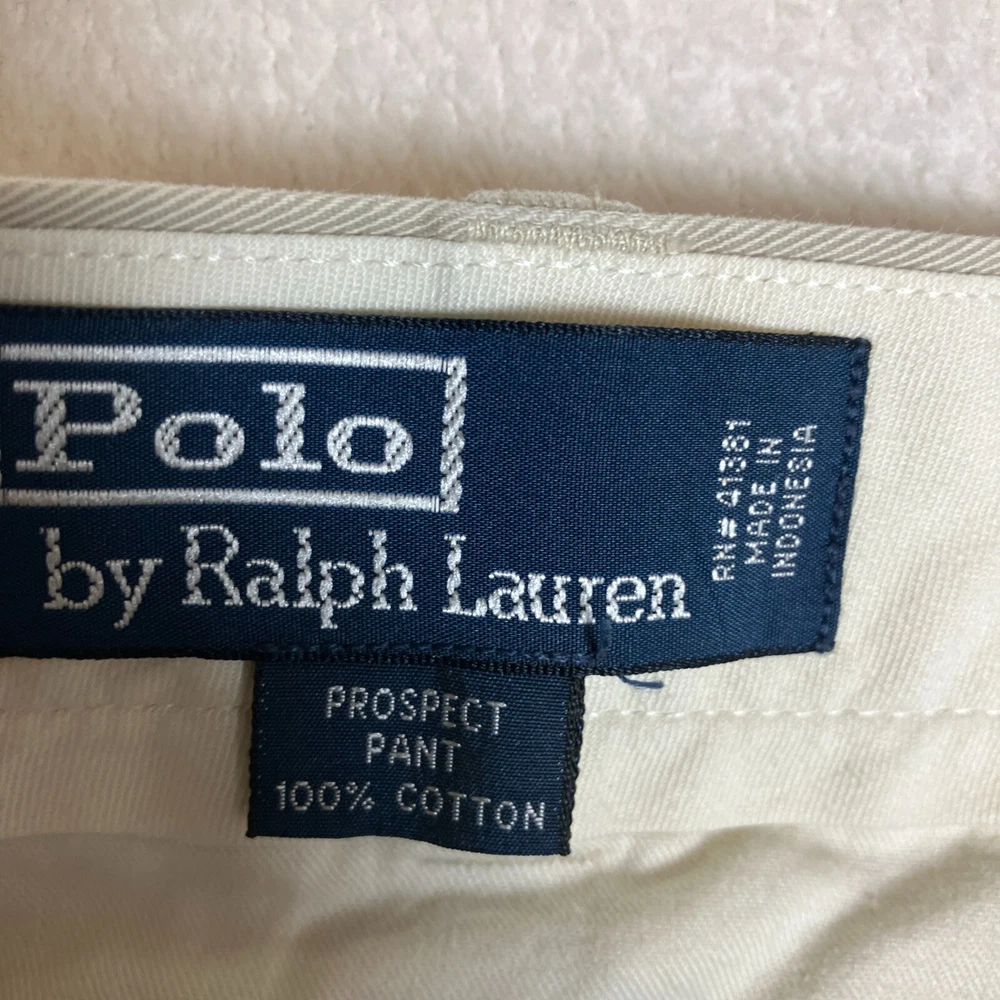 Polo
by Ralph Lauren
RN# 41381
MADE IN
INDONESIA
PROSPECT
PANT
100% COTTON